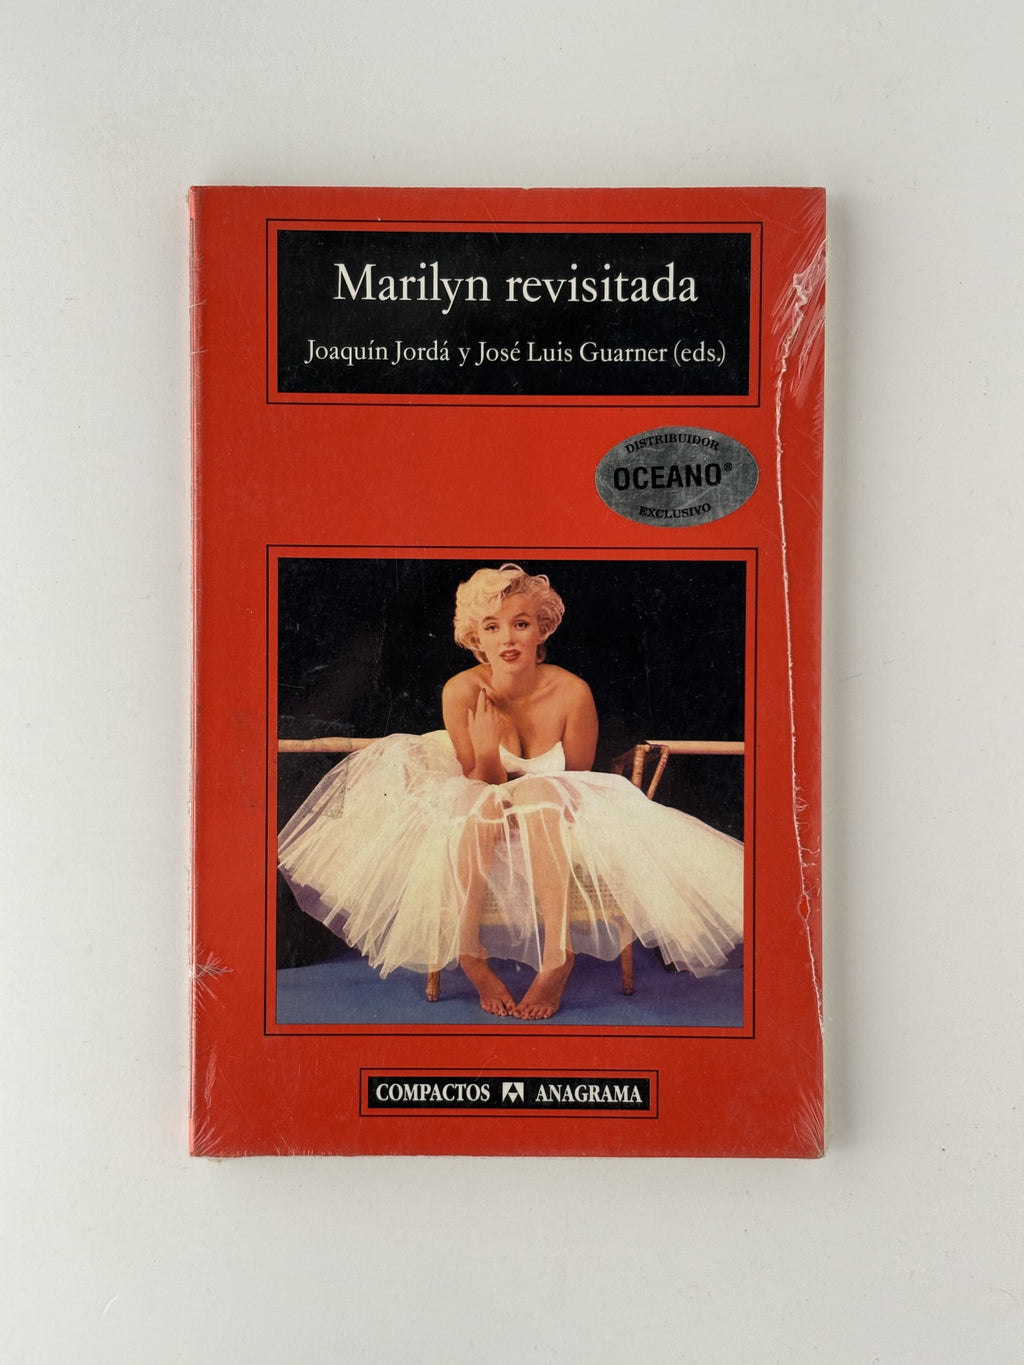 Marilyn revisitada
Joaquín Jordá y José Luis Guarner (eds.)
DISTRIBUIDOR
OCEANO®
EXCLUSIVO
COMPACTOS ANAGRAMA